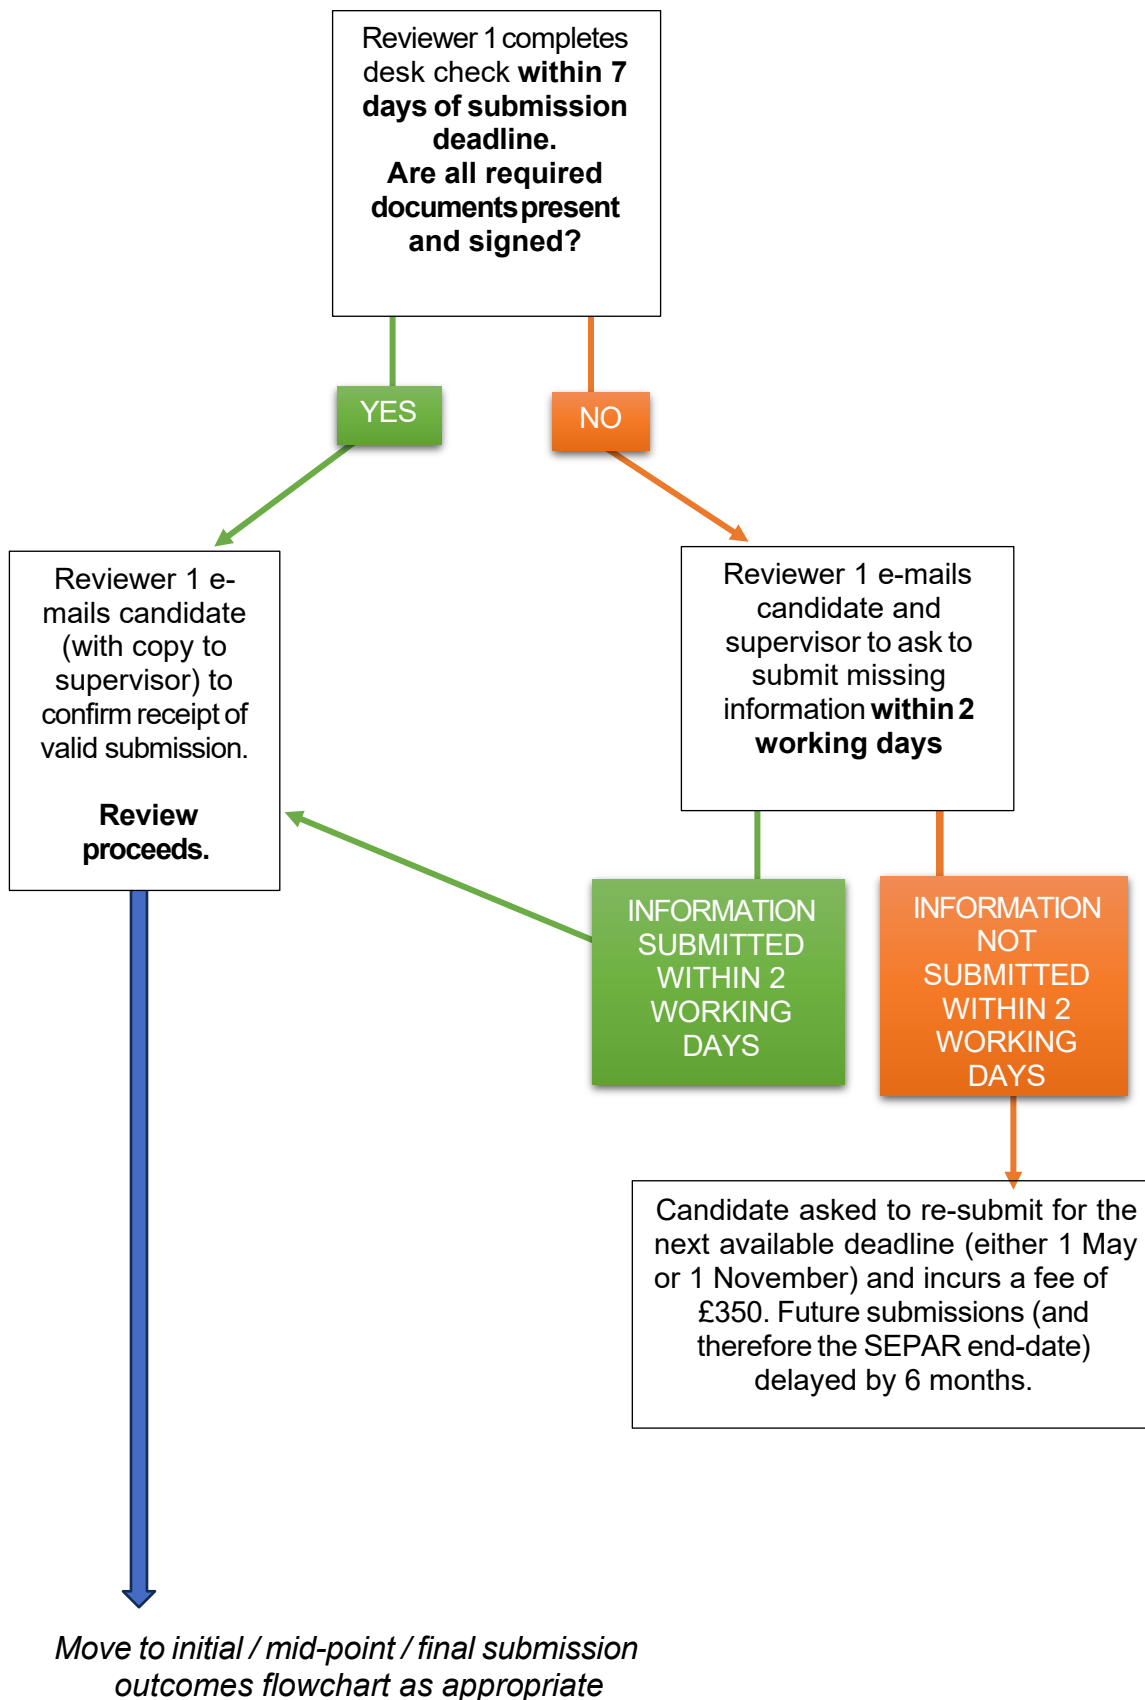 Reviewer 1 completes
desk check within 7
days of submission
deadline.
Are all required
documents present
and signed?
YES
NO
Reviewer 1 e-
mails candidate
(with copy to
supervisor) to
confirm receipt of
valid submission.
Review
proceeds.
Reviewer 1 e-mails
candidate and
supervisor to ask to
submit missing
information within 2
working days
INFORMATION
SUBMITTED
WITHIN 2
WORKING
DAYS
INFORMATION
NOT
SUBMITTED
WITHIN 2
WORKING
DAYS
Candidate asked to re-submit for the
next available deadline (either 1 May
or 1 November) and incurs a fee of
£350. Future submissions (and
therefore the SEPAR end-date)
delayed by 6 months.
Move to initial / mid-point / final submission
outcomes flowchart as appropriate